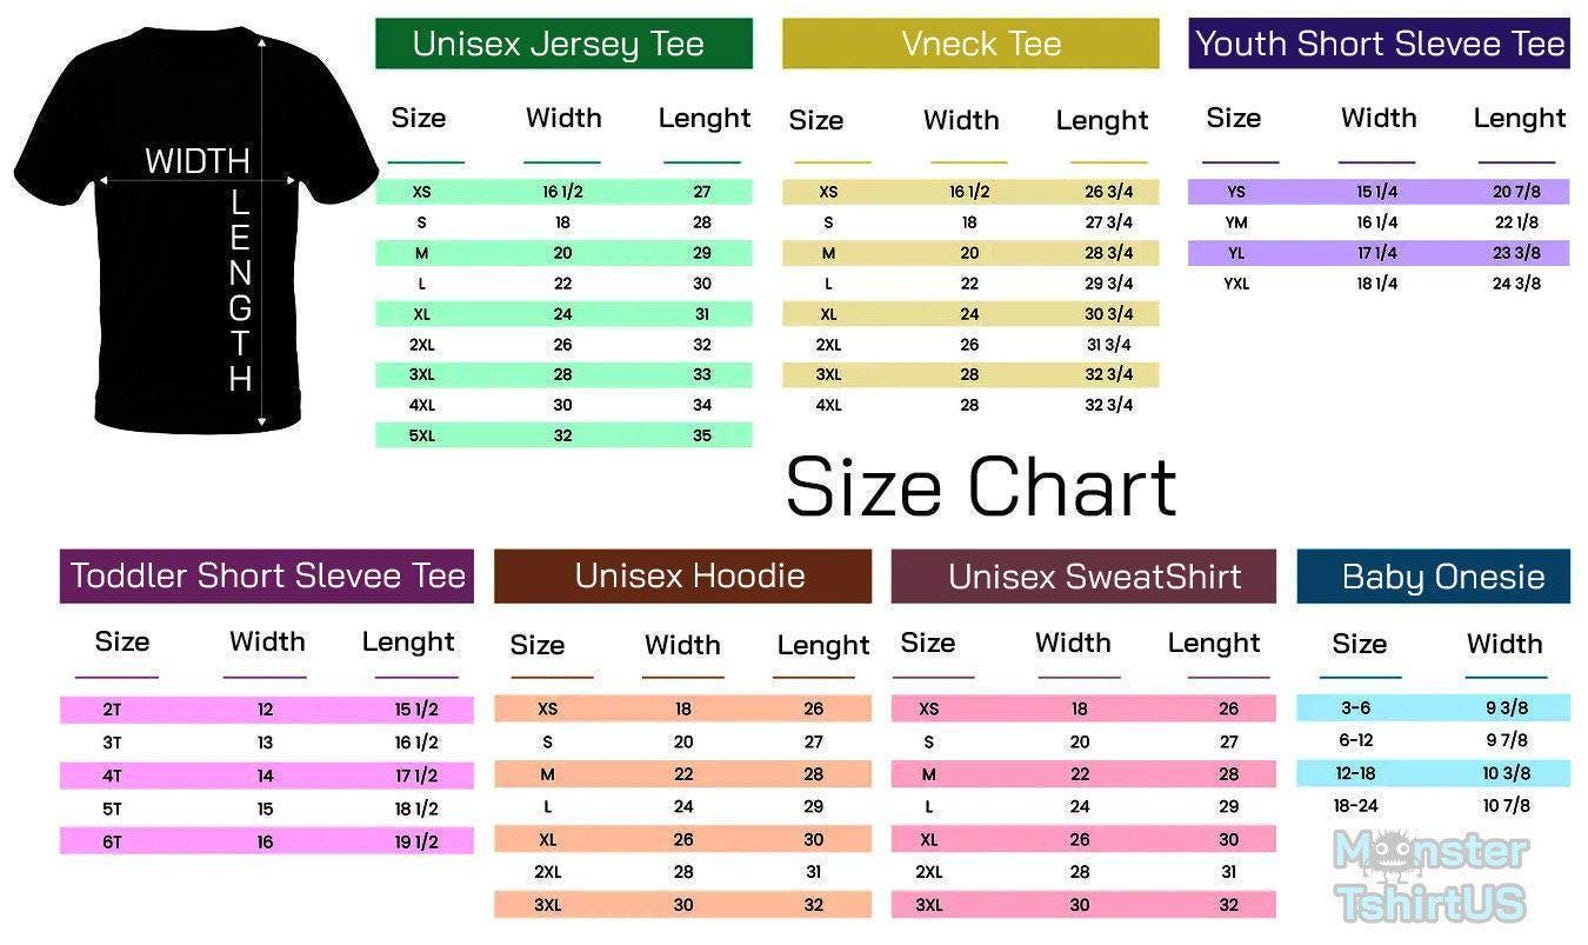 WIDTH
LENGTH
Unisex Jersey Tee
Size Width Lenght
XS 16 1/2 27
S 18 28
M 20 29
L 22 30
XL 24 31
2XL 26 32
3XL 28 33
4XL 30 34
5XL 32 35
Vneck Tee
Size Width Lenght
XS 16 1/2 26 3/4
S 18 27 3/4
M 20 28 3/4
L 22 29 3/4
XL 24 30 3/4
2XL 26 31 3/4
3XL 28 32 3/4
4XL 28 32 3/4
Youth Short Slevee Tee
Size Width Lenght
YS 15 1/4 20 7/8
YM 16 1/4 22 1/8
YL 17 1/4 23 3/8
YXL 18 1/4 24 3/8
Size Chart
Toddler Short Slevee Tee
Size Width Lenght
2T 12 15 1/2
3T 13 16 1/2
4T 14 17 1/2
5T 15 18 1/2
6T 16 19 1/2
Unisex Hoodie
Size Width Lenght
XS 18 26
S 20 27
M 22 28
L 24 29
XL 26 30
2XL 28 31
3XL 30 32
Unisex SweatShirt
Size Width Lenght
XS 18 26
S 20 27
M 22 28
L 24 29
XL 26 30
2XL 28 31
3XL 30 32
Baby Onesie
Size Width
3-6 9 3/8
6-12 9 7/8
12-18 10 3/8
18-24 10 7/8
Moonster
TshirtUS